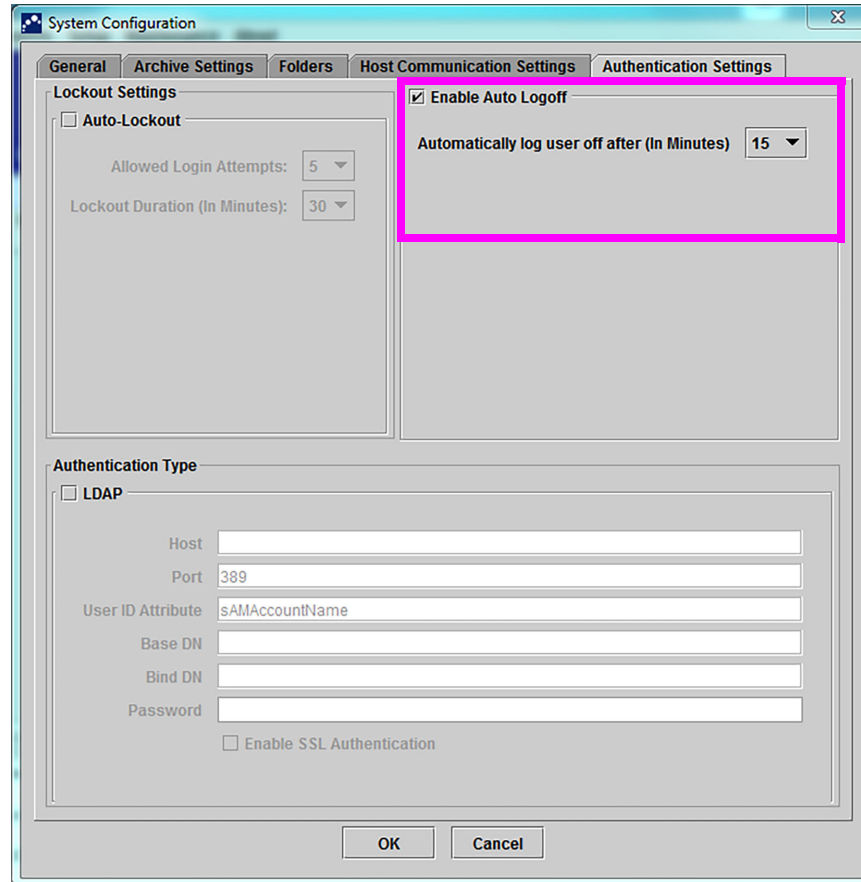 System Configuration
General Archive Settings Folders Host Communication Settings Authentication Settings
Lockout Settings
Auto-Lockout
Allowed Login Attempts: 5
Lockout Duration (In Minutes): 30
Enable Auto Logoff
Automatically log user off after (In Minutes) 15
Authentication Type
LDAP
Host
Port 389
User ID Attribute sAMAccountName
Base DN
Bind DN
Password
Enable SSL Authentication
OK Cancel